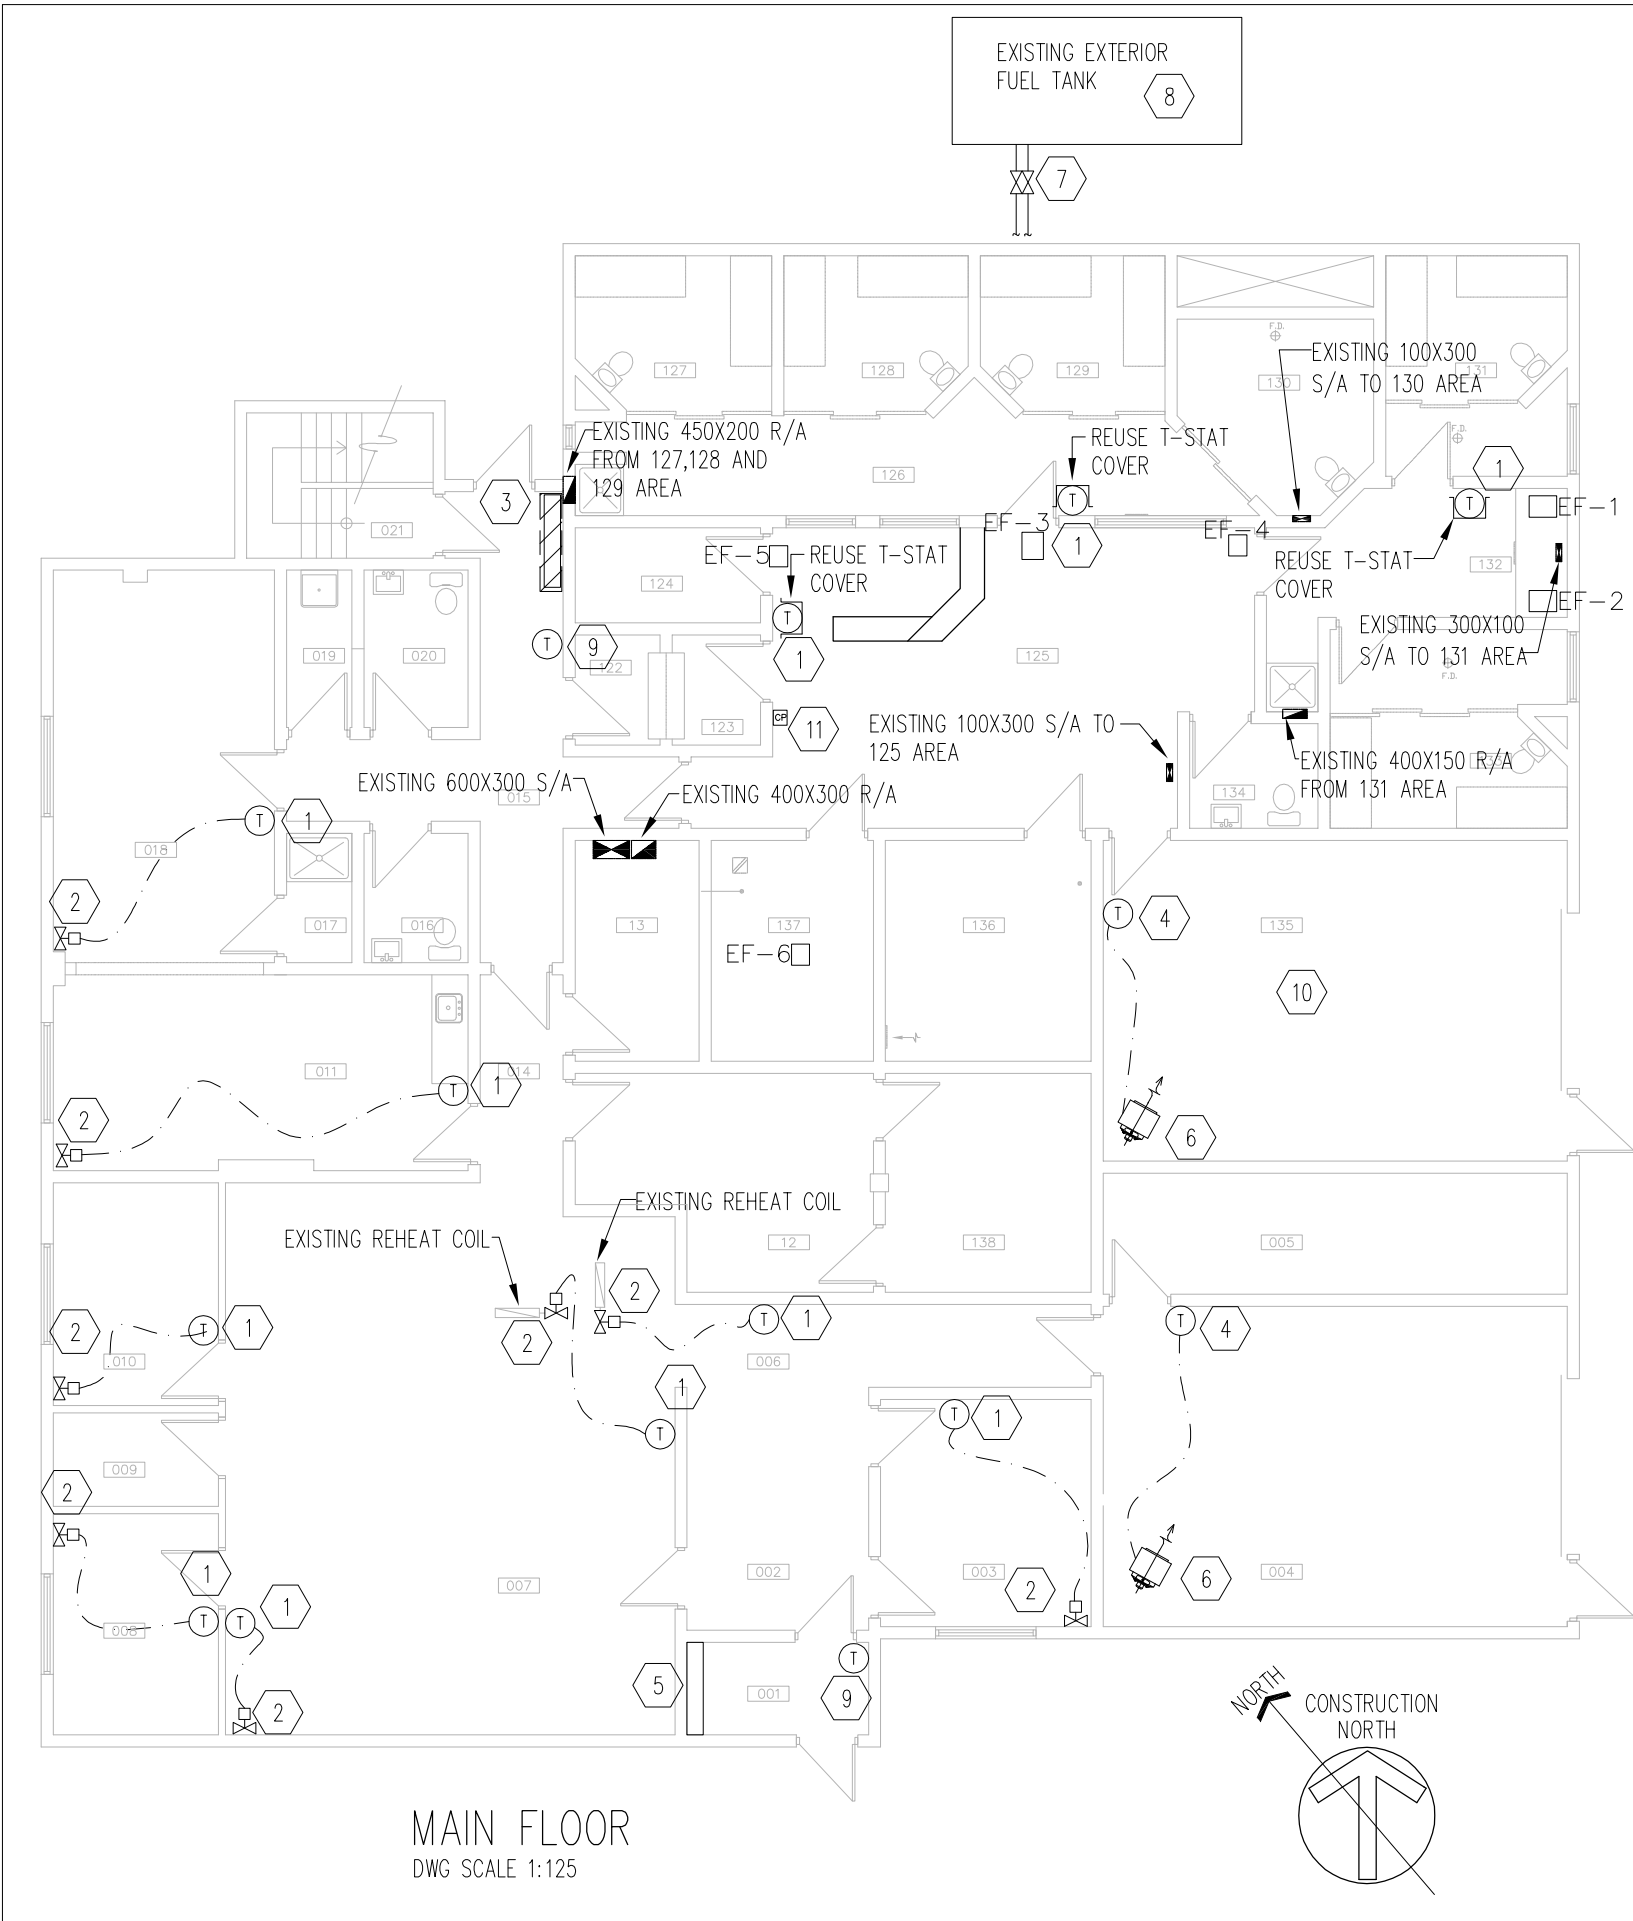 EXISTING EXTERIOR
FUEL TANK
8
7
127
128
129
130
131
F.D.
EXISTING 100X300
S/A TO 130 AREA
EXISTING 450X200 R/A
FROM 127,128 AND
129 AREA
REUSE T-STAT
COVER
F.D.
1
3
126
T
T
EF-1
021
EF-3
1
EF-4
EF-5
REUSE T-STAT
COVER
REUSE T-STAT
COVER
132
124
EF-2
T
EXISTING 300X100
S/A TO 131 AREA
F.D.
T
9
1
019
020
122
125
123
CP
11
EXISTING 100X300 S/A TO
125 AREA
EXISTING 400X150 R/A
FROM 131 AREA
EXISTING 600X300 S/A
015
EXISTING 400X300 R/A
134
T
1
018
2
017
016
13
137
136
T
4
135
EF-6
10
011
T
1
014
2
6
EXISTING REHEAT COIL
EXISTING REHEAT COIL
12
138
005
2
2
T
1
2
T
1
T
4
010
006
1
T
T
1
009
2
1
007
002
003
2
6
004
T
T
1
008
T
5
001
9
2
NORTH
CONSTRUCTION
NORTH
MAIN FLOOR
DWG SCALE 1:125